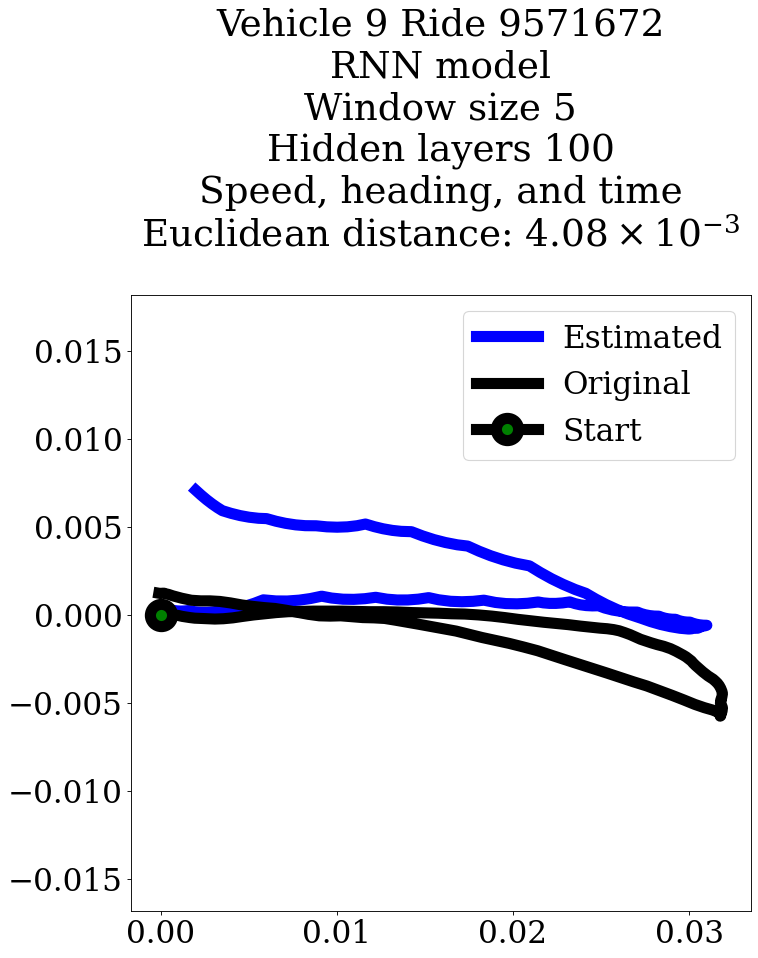 Vehicle 9 Ride 9571672
RNN model
Window size 5
Hidden layers 100
Speed, heading, and time
Euclidean distance: 4.08 × 10⁻³
Estimated
Original
Start
0.015
0.010
0.005
0.000
−0.005
−0.010
−0.015
0.00 0.01 0.02 0.03